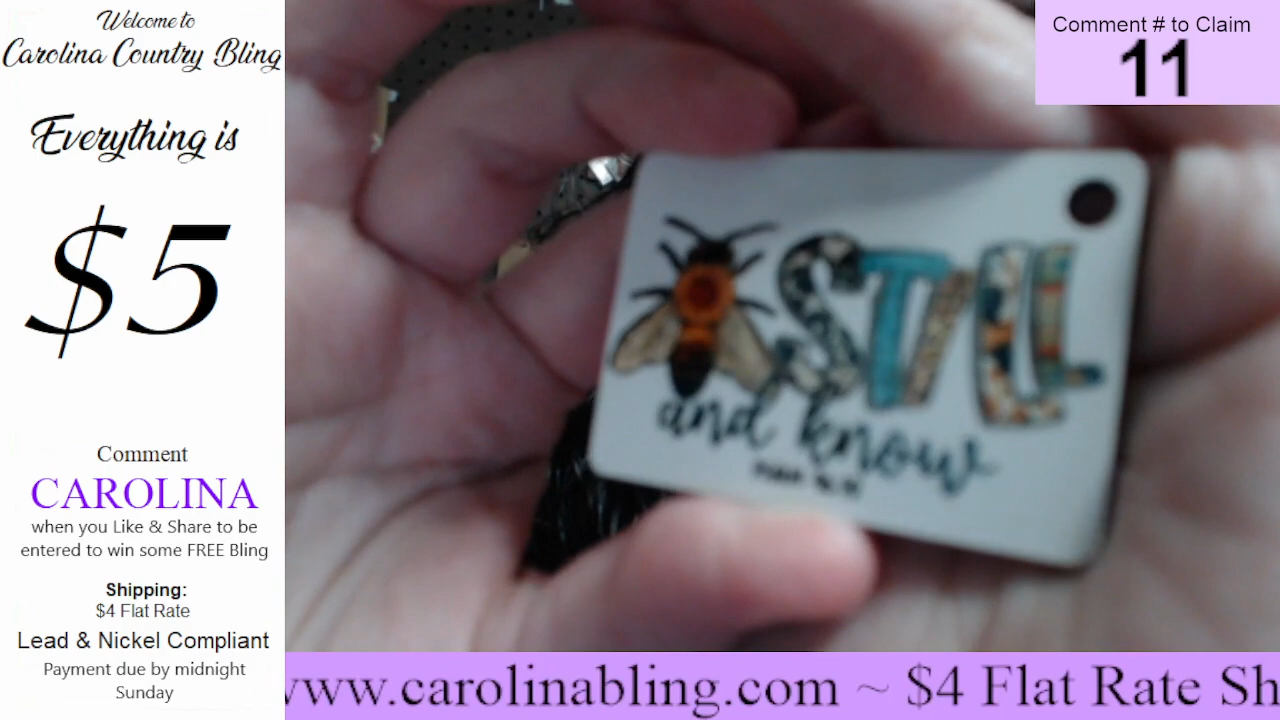 Welcome to
Carolina Country Bling
Everything is
$5
Comment
CAROLINA
when you Like & Share to be
entered to win some FREE Bling
Shipping:
$4 Flat Rate
Lead & Nickel Compliant
Payment due by midnight
Sunday
Comment # to Claim
11
STILL
and know
www.carolinabling.com ~ $4 Flat Rate Sh